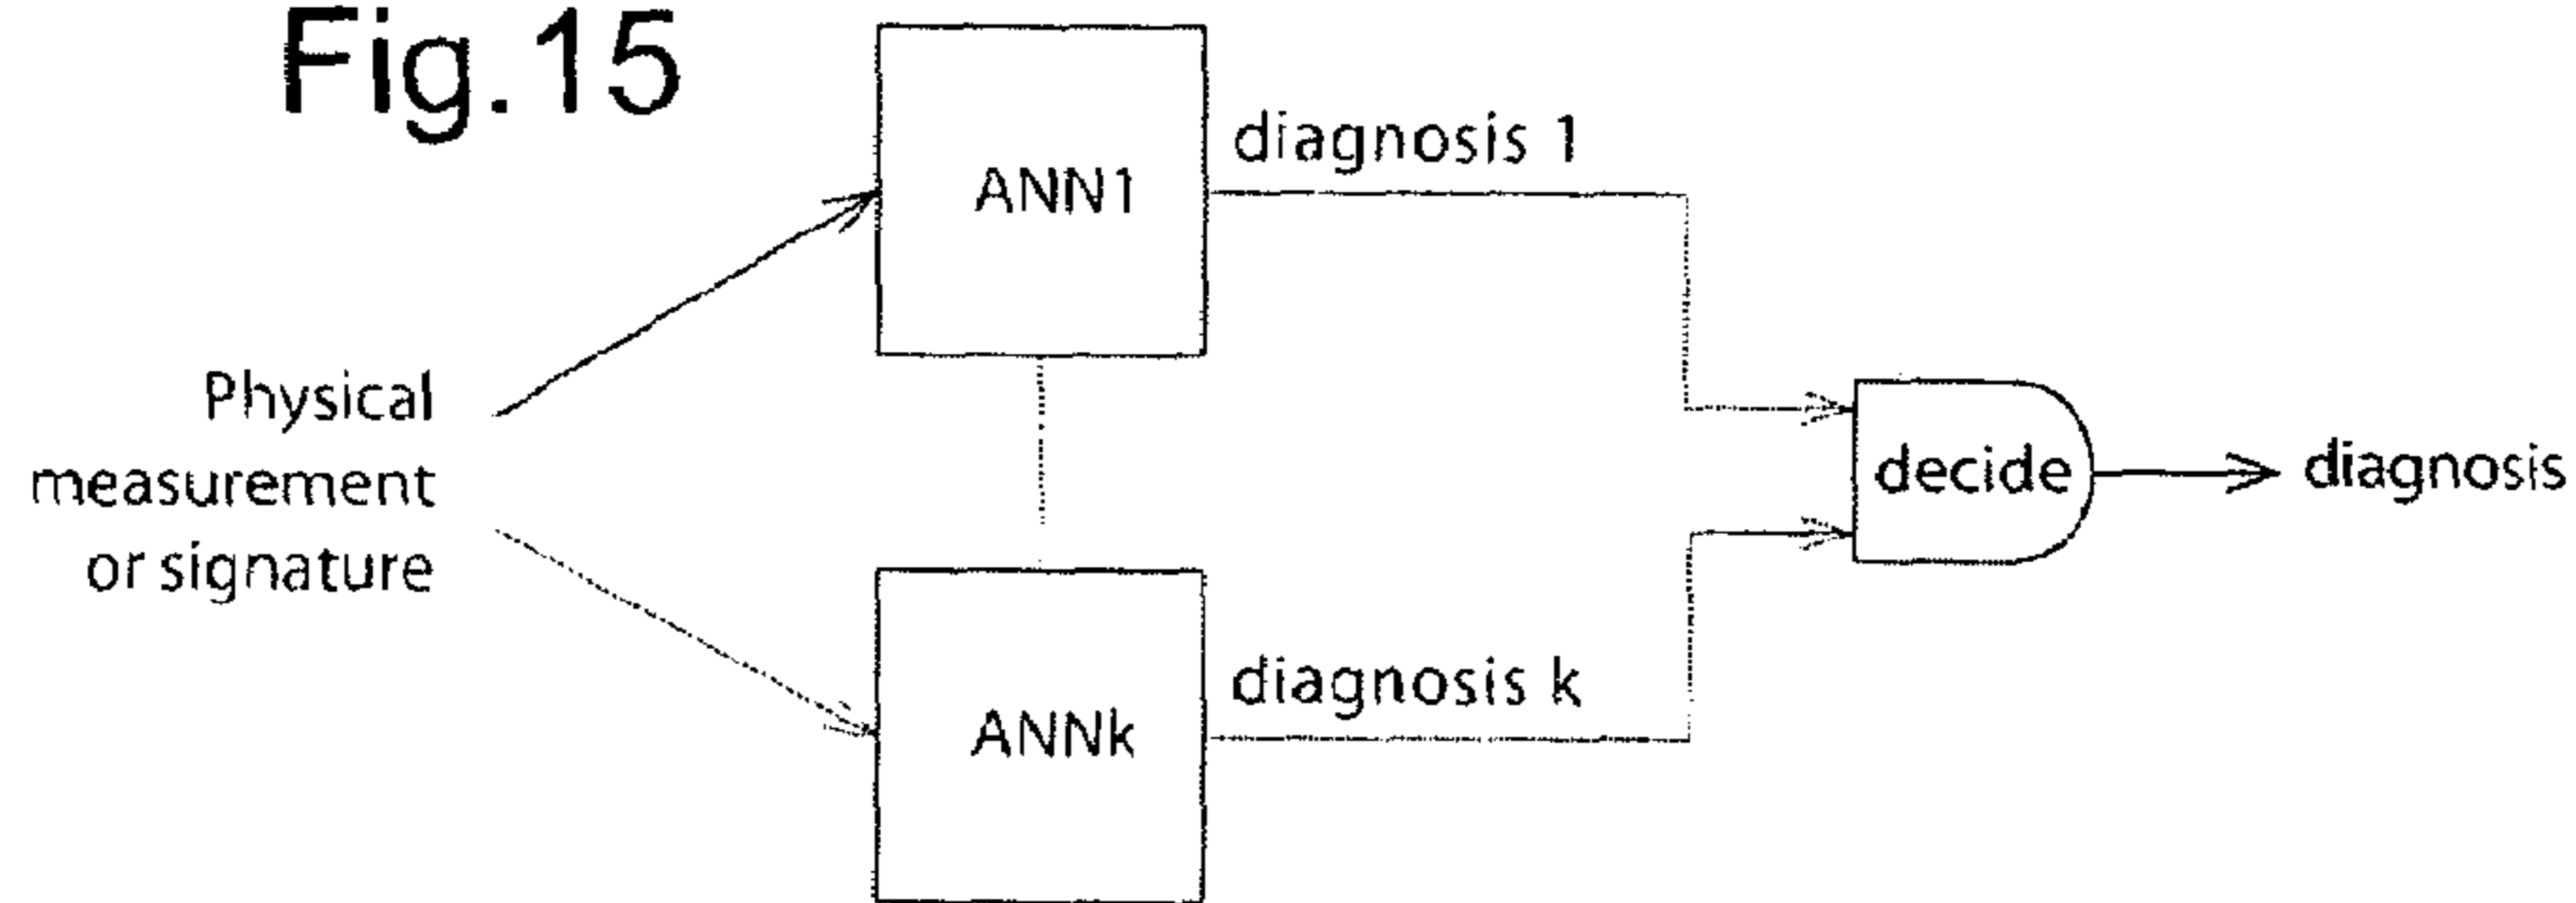 Fig.15
ANN1
diagnosis 1
Physical
measurement
or signature
decide
diagnosis
ANNk
diagnosis k